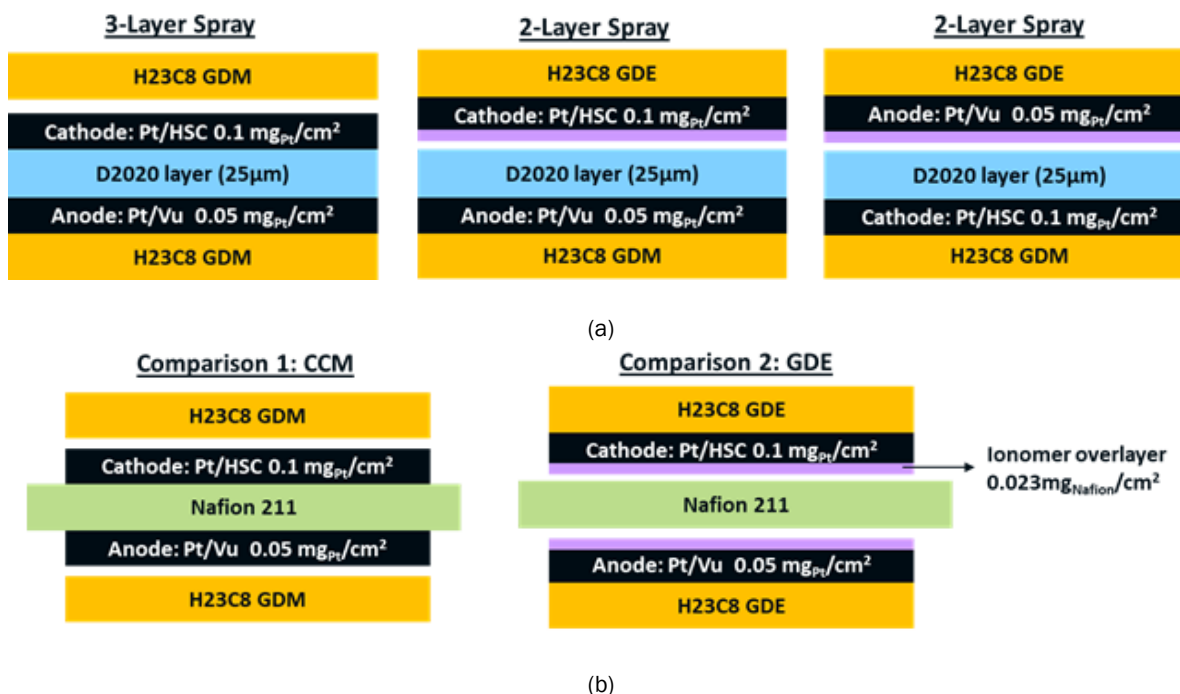 3-Layer Spray
H23C8 GDM
Cathode: Pt/HSC 0.1 mgPt/cm²
D2020 layer (25µm)
Anode: Pt/Vu 0.05 mgPt/cm²
H23C8 GDM
2-Layer Spray
H23C8 GDE
Cathode: Pt/HSC 0.1 mgPt/cm²
D2020 layer (25µm)
Anode: Pt/Vu 0.05 mgPt/cm²
H23C8 GDM
2-Layer Spray
H23C8 GDE
Anode: Pt/Vu 0.05 mgPt/cm²
D2020 layer (25µm)
Cathode: Pt/HSC 0.1 mgPt/cm²
H23C8 GDM
(a)
Comparison 1: CCM
H23C8 GDM
Cathode: Pt/HSC 0.1 mgPt/cm²
Nafion 211
Anode: Pt/Vu 0.05 mgPt/cm²
H23C8 GDM
Comparison 2: GDE
H23C8 GDE
Cathode: Pt/HSC 0.1 mgPt/cm²
Nafion 211
Anode: Pt/Vu 0.05 mgPt/cm²
H23C8 GDE
Ionomer overlayer
0.023mgNafion/cm²
(b)